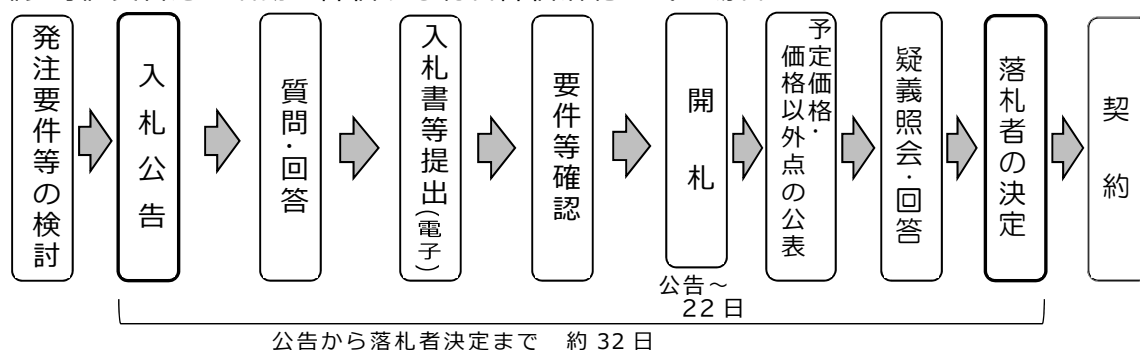 発注要件等の検討
入札公告
質問・回答
入札書等提出(電子)
要件等確認
開札
予定価格・
価格以外点の公表
疑義照会・回答
落札者の決定
契約
公告～
22日
公告から落札者決定まで　約 32 日